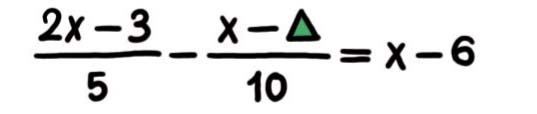 (2x-3)/5 - (x-△)/10 = x-6